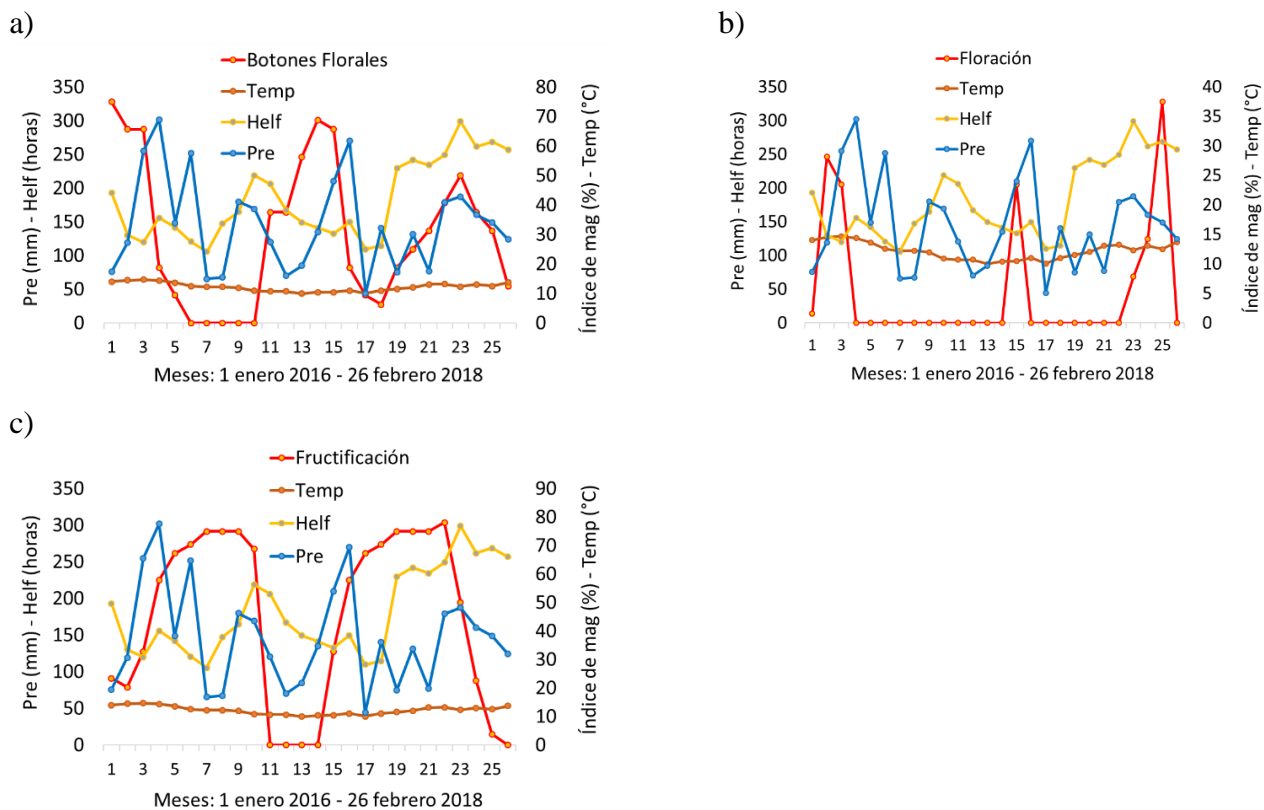 a)
Botones Florales
Temp
Helf
Pre
350
300
250
200
150
100
50
0
80
70
60
50
40
30
20
10
0
Pre (mm) - Helf (horas)
Índice de mag (%) - Temp (°C)
1 3 5 7 9 11 13 15 17 19 21 23 25
Meses: 1 enero 2016 - 26 febrero 2018
b)
Floración
Temp
Helf
Pre
350
300
250
200
150
100
50
0
40
35
30
25
20
15
10
5
0
Pre (mm) - Helf (horas)
Índice de mag (%) - Temp (°C)
1 3 5 7 9 11 13 15 17 19 21 23 25
Meses: 1 enero 2016 - 26 febrero 2018
c)
Fructificación
Temp
Helf
Pre
350
300
250
200
150
100
50
0
90
80
70
60
50
40
30
20
10
0
Pre (mm) - Helf (horas)
Índice de mag (%) - Temp (°C)
1 3 5 7 9 11 13 15 17 19 21 23 25
Meses: 1 enero 2016 - 26 febrero 2018